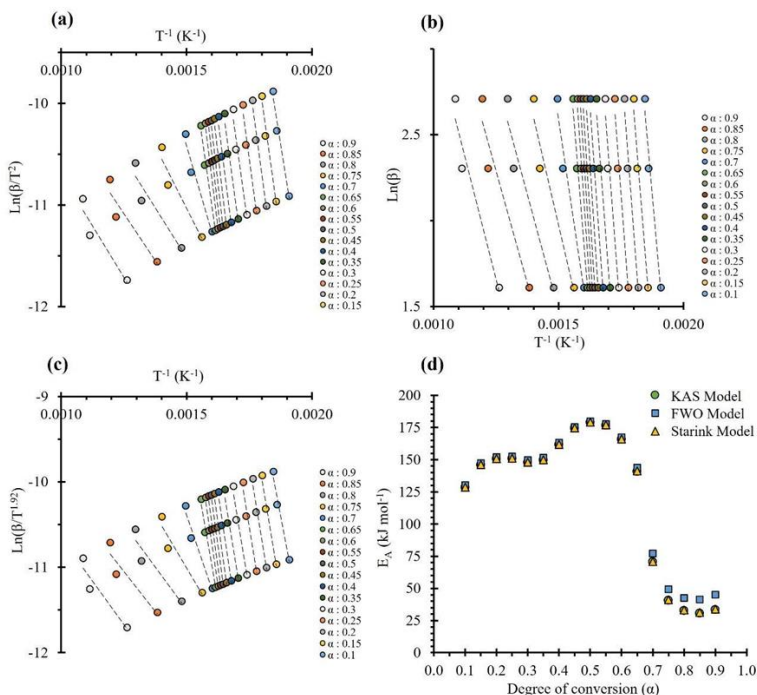 (a)
T⁻¹ (K⁻¹)
0.0010
0.0015
0.0020
-10
-11
-12
Ln(β/T²)
α : 0.9
α : 0.85
α : 0.8
α : 0.75
α : 0.7
α : 0.65
α : 0.6
α : 0.55
α : 0.5
α : 0.45
α : 0.4
α : 0.35
α : 0.3
α : 0.25
α : 0.2
α : 0.15
(b)
2.5
1.5
Ln(β)
0.0010
0.0015
0.0020
T⁻¹ (K⁻¹)
α : 0.9
α : 0.85
α : 0.8
α : 0.75
α : 0.7
α : 0.65
α : 0.6
α : 0.55
α : 0.5
α : 0.45
α : 0.4
α : 0.35
α : 0.3
α : 0.25
α : 0.2
α : 0.15
α : 0.1
(c)
T⁻¹ (K⁻¹)
-9
0.0010
0.0015
0.0020
-10
-11
-12
Ln(β/T¹·⁹²)
α : 0.9
α : 0.85
α : 0.8
α : 0.75
α : 0.7
α : 0.65
α : 0.6
α : 0.55
α : 0.5
α : 0.45
α : 0.4
α : 0.35
α : 0.3
α : 0.25
α : 0.2
α : 0.15
α : 0.1
(d)
200
175
150
125
100
75
50
25
0
E_A (kJ mol⁻¹)
KAS Model
FWO Model
Starink Model
0.0 0.1 0.2 0.3 0.4 0.5 0.6 0.7 0.8 0.9 1.0
Degree of conversion (α)